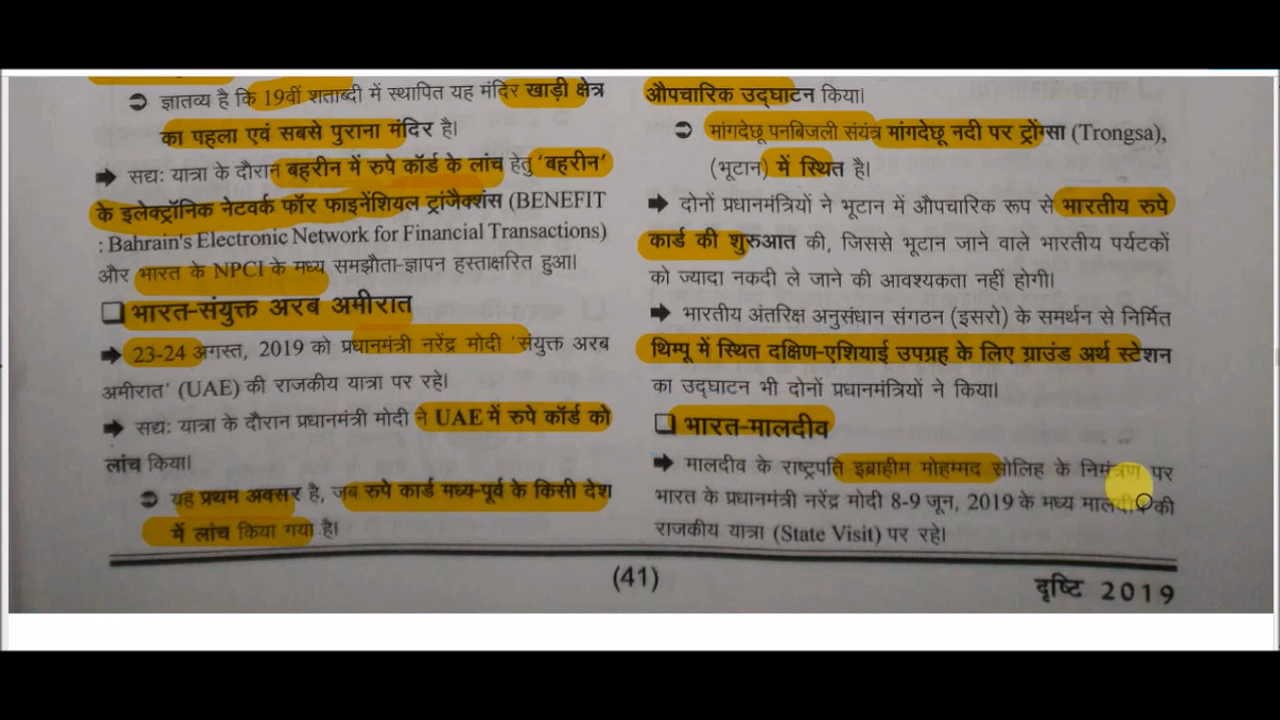 ज्ञातव्य है कि 19वीं शताब्दी में स्थापित यह मंदिर खाड़ी क्षेत्र
का पहला एवं सबसे पुराना मंदिर है।
सद्यः यात्रा के दौरान बहरीन में रुपे कॉर्ड के लांच हेतु 'बहरीन'
के इलेक्ट्रॉनिक नेटवर्क फॉर फाइनेंशियल ट्रांजैक्शंस (BENEFIT
: Bahrain's Electronic Network for Financial Transactions)
और भारत के NPCI के मध्य समझौता-ज्ञापन हस्ताक्षरित हुआ।
भारत-संयुक्त अरब अमीरात
23-24 अगस्त, 2019 को प्रधानमंत्री नरेंद्र मोदी 'संयुक्त अरब
अमीरात' (UAE) की राजकीय यात्रा पर रहे।
सद्यः यात्रा के दौरान प्रधानमंत्री मोदी ने UAE में रुपे कॉर्ड को
लांच किया।
यह प्रथम अवसर है, जब रुपे कार्ड मध्य-पूर्व के किसी देश
में लांच किया गया है।
औपचारिक उद्घाटन किया।
मांगदेछू पनबिजली संयंत्र मांगदेछू नदी पर ट्रोंग्सा (Trongsa),
(भूटान) में स्थित है।
दोनों प्रधानमंत्रियों ने भूटान में औपचारिक रूप से भारतीय रुपे
कार्ड की शुरुआत की, जिससे भूटान जाने वाले भारतीय पर्यटकों
को ज्यादा नकदी ले जाने की आवश्यकता नहीं होगी।
भारतीय अंतरिक्ष अनुसंधान संगठन (इसरो) के समर्थन से निर्मित
थिम्पू में स्थित दक्षिण-एशियाई उपग्रह के लिए ग्राउंड अर्थ स्टेशन
का उद्घाटन भी दोनों प्रधानमंत्रियों ने किया।
भारत-मालदीव
मालदीव के राष्ट्रपति इब्राहीम मोहम्मद सोलिह के निमंत्रण पर
भारत के प्रधानमंत्री नरेंद्र मोदी 8-9 जून, 2019 के मध्य मालदीव की
राजकीय यात्रा (State Visit) पर रहे।
(41)
दृष्टि 2019